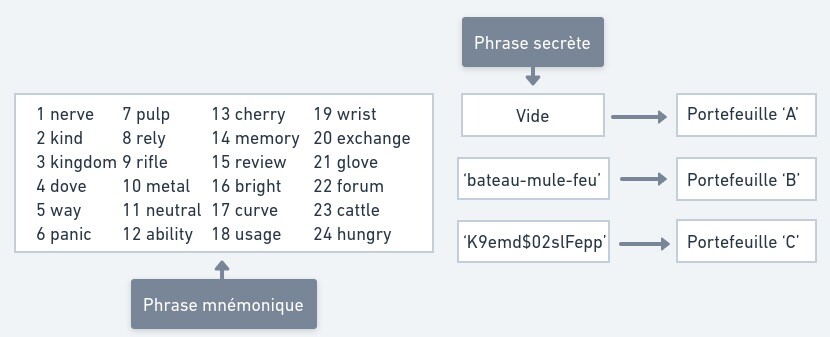 Phrase secrète
1 nerve 7 pulp 13 cherry 19 wrist
2 kind 8 rely 14 memory 20 exchange
3 kingdom 9 rifle 15 review 21 glove
4 dove 10 metal 16 bright 22 forum
5 way 11 neutral 17 curve 23 cattle
6 panic 12 ability 18 usage 24 hungry
Phrase mnémonique
Vide
Portefeuille ‘A’
‘bateau-mule-feu’
Portefeuille ‘B’
‘K9emd$02slFepp’
Portefeuille ‘C’